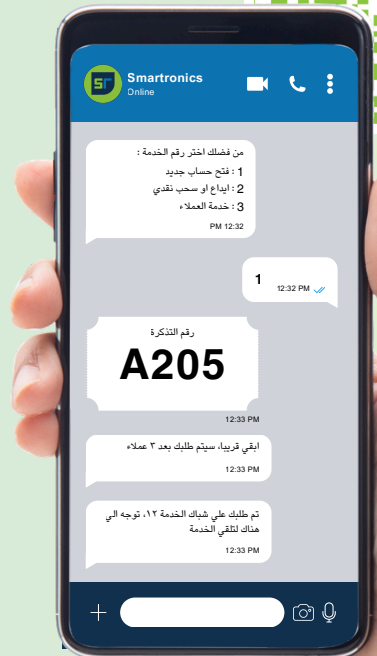 Smartronics
Online
من فضلك اختر رقم الخدمة :
1 : فتح حساب جديد
2 : ايداع او سحب نقدي
3 : خدمة العملاء
PM 12:32
1
12:32 PM
رقم التذكرة
A205
12:33 PM
ابقي قريبا، سيتم طلبك بعد ٣ عملاء
12:33 PM
تم طلبك علي شباك الخدمة ١٢، توجه الي
هناك لتلقي الخدمة
12:33 PM